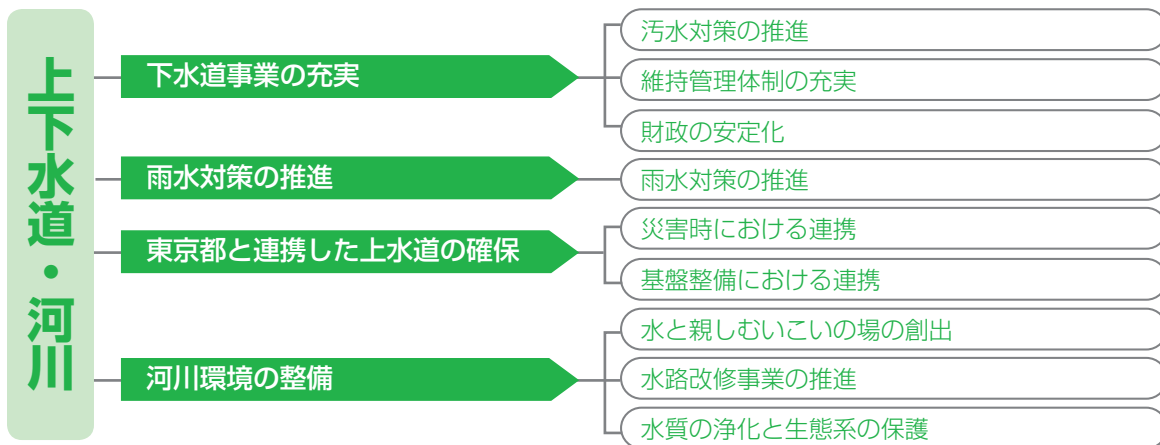 上下水道・河川
下水道事業の充実
汚水対策の推進
維持管理体制の充実
財政の安定化
雨水対策の推進
雨水対策の推進
東京都と連携した上水道の確保
災害時における連携
基盤整備における連携
河川環境の整備
水と親しむいこいの場の創出
水路改修事業の推進
水質の浄化と生態系の保護